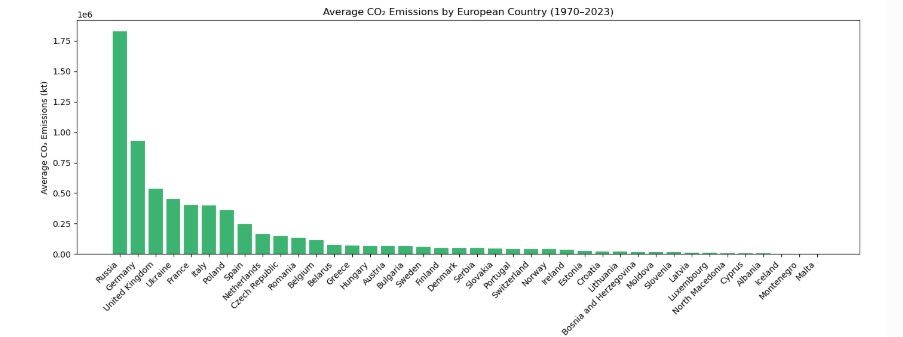 Average CO₂ Emissions by European Country (1970–2023)
1e6
1.75
1.50
1.25
1.00
0.75
0.50
0.25
0.00
Average CO₂ Emissions (kt)
Russia
Germany
United Kingdom
Ukraine
France
Italy
Poland
Spain
Netherlands
Czech Republic
Romania
Belgium
Belarus
Greece
Hungary
Austria
Bulgaria
Sweden
Finland
Denmark
Serbia
Slovakia
Portugal
Switzerland
Norway
Ireland
Estonia
Croatia
Lithuania
Bosnia and Herzegovina
Moldova
Slovenia
Latvia
Luxembourg
North Macedonia
Cyprus
Albania
Iceland
Montenegro
Malta